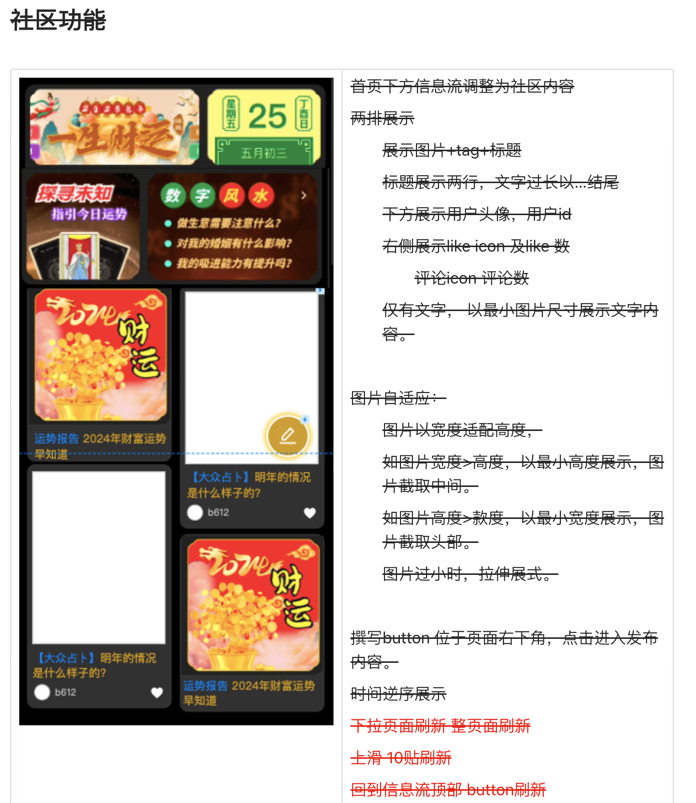 社区功能
一生财运
星期五
25
丁酉日
五月初三
探寻未知
指引今日运势
数字风水
做生意需要注意什么?
对我的婚姻有什么影响?
我的吸进能力有提升吗?
2024
财运
运势报告 2024年财富运势
早知道
【大众占卜】明年的情况
是什么样子的?
b612
【大众占卜】明年的情况
是什么样子的?
b612
2024
财运
运势报告 2024年财富运势
早知道
首页下方信息流调整为社区内容
两排展示
展示图片+tag+标题
标题展示两行，文字过长以...结尾
下方展示用户头像，用户id
右侧展示like icon 及like 数
评论icon 评论数
仅有文字， 以最小图片尺寸展示文字内
容。
图片自适应：
图片以宽度适配高度，
如图片宽度>高度，以最小高度展示，图
片截取中间。
如图片高度>款度，以最小宽度展示，图
片截取头部。
图片过小时，拉伸展式。
撰写button 位于页面右下角，点击进入发布
内容。
时间逆序展示
下拉页面刷新 整页面刷新
上滑 10贴刷新
回到信息流顶部 button刷新